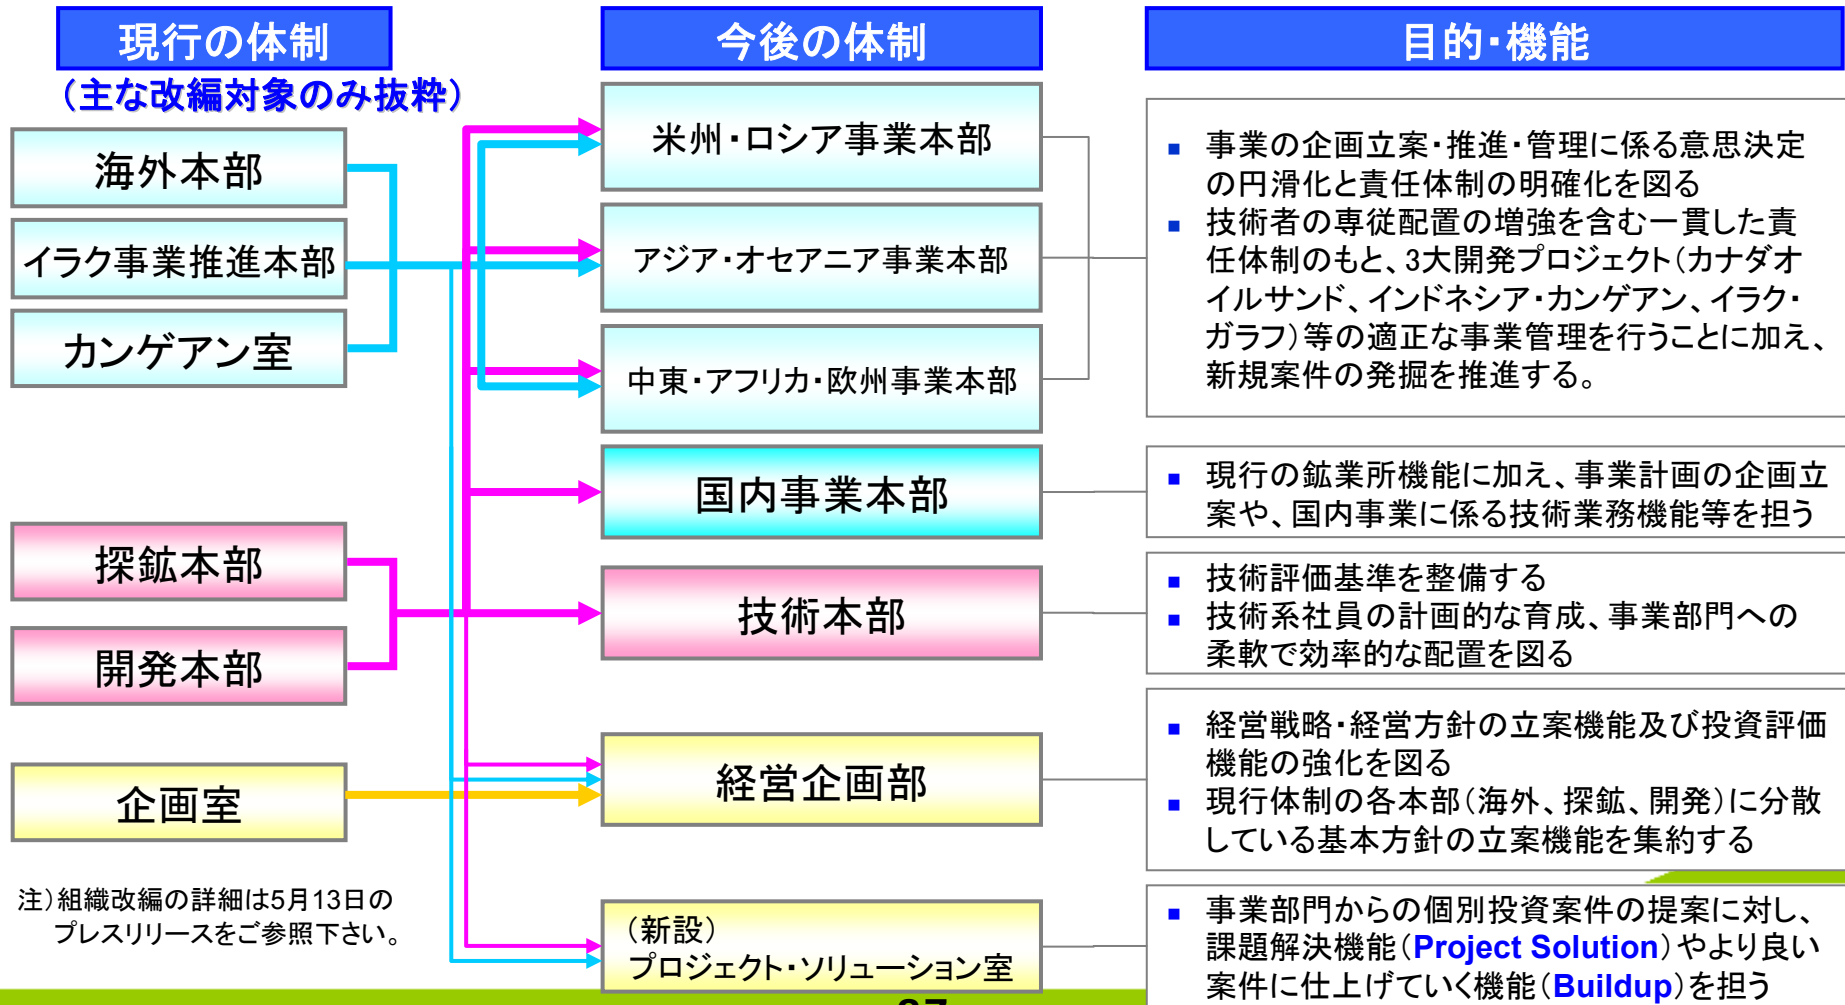 現行の体制
(主な改編対象のみ抜粋)
海外本部
イラク事業推進本部
カンゲアン室
探鉱本部
開発本部
企画室
注)組織改編の詳細は5月13日の
プレスリリースをご参照下さい。
今後の体制
米州・ロシア事業本部
アジア・オセアニア事業本部
中東・アフリカ・欧州事業本部
国内事業本部
技術本部
経営企画部
(新設)
プロジェクト・ソリューション室
目的・機能
■ 事業の企画立案・推進・管理に係る意思決定
の円滑化と責任体制の明確化を図る
■ 技術者の専従配置の増強を含む一貫した責
任体制のもと、3大開発プロジェクト(カナダオ
イルサンド、インドネシア・カンゲアン、イラク・
ガラフ)等の適正な事業管理を行うことに加え、
新規案件の発掘を推進する。
■ 現行の鉱業所機能に加え、事業計画の企画立
案や、国内事業に係る技術業務機能等を担う
■ 技術評価基準を整備する
■ 技術系社員の計画的な育成、事業部門への
柔軟で効率的な配置を図る
■ 経営戦略・経営方針の立案機能及び投資評価
機能の強化を図る
■ 現行体制の各本部(海外、探鉱、開発)に分散
している基本方針の立案機能を集約する
■ 事業部門からの個別投資案件の提案に対し、
課題解決機能(Project Solution)やより良い
案件に仕上げていく機能(Buildup)を担う